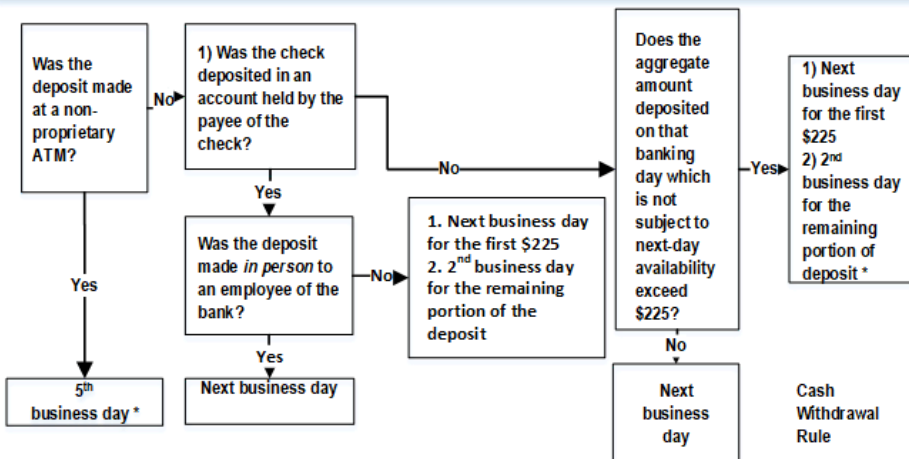 Was the
deposit made
at a non-
proprietary
ATM?
No
1) Was the check
deposited in an
account held by the
payee of the
check?
No
Does the
aggregate
amount
deposited
on that
banking
day which
is not
subject to
next-day
availability
exceed
$225?
Yes
1) Next
business day
for the first
$225
2) 2nd
business day
for the
remaining
portion of
deposit *
Yes
Yes
Was the deposit
made in person to
an employee of the
bank?
No
1. Next business day
for the first $225
2. 2nd business day
for the remaining
portion of the
deposit
Yes
No
5th
business day *
Next business day
Next
business
day
Cash
Withdrawal
Rule